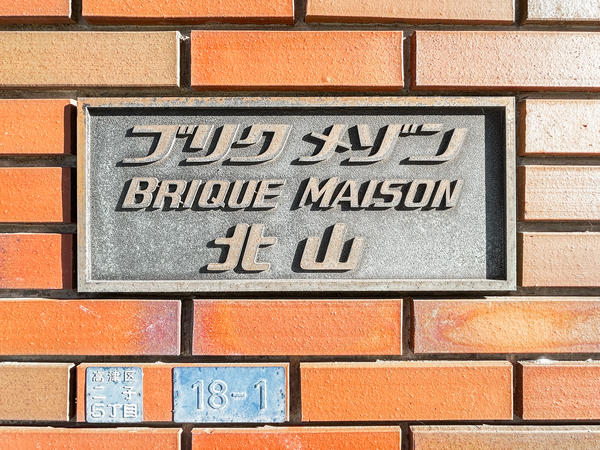 ブリク メゾン
BRIQUE MAISON
北山
高津区
二子
5丁目
18-1